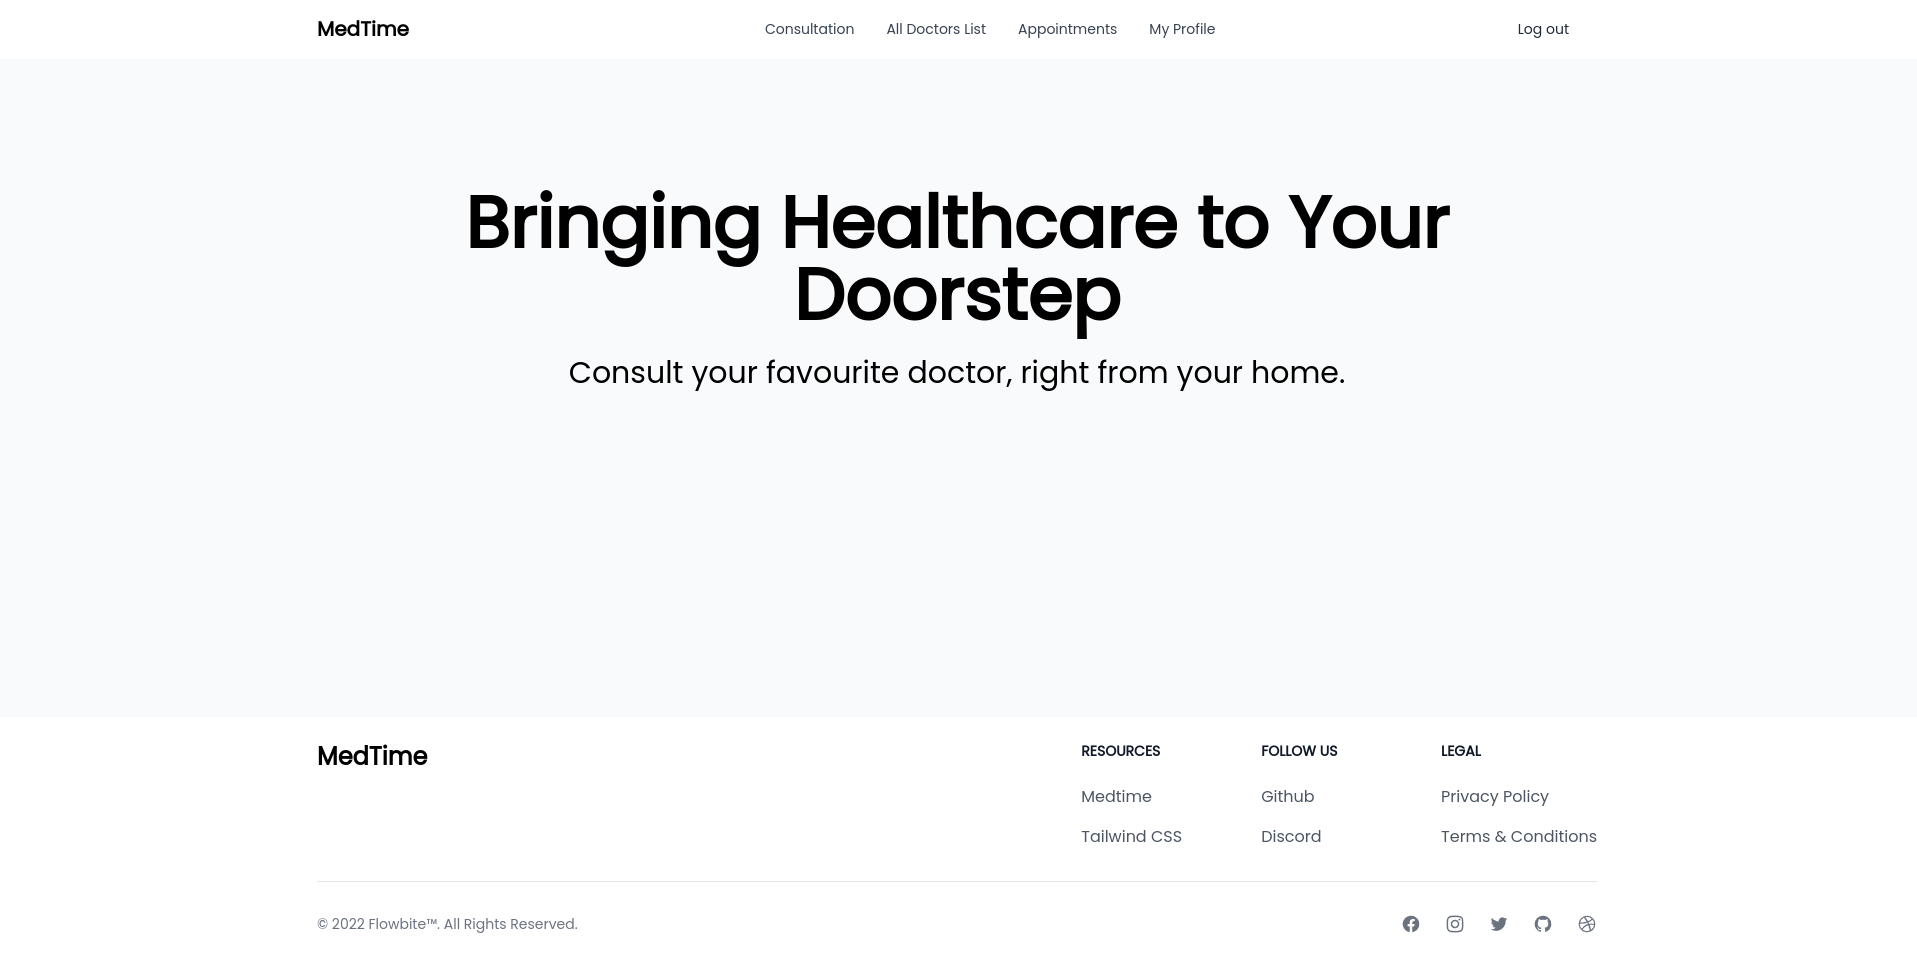 MedTime
Consultation
All Doctors List
Appointments
My Profile
Log out
Bringing Healthcare to Your
Doorstep
Consult your favourite doctor, right from your home.
MedTime
RESOURCES
Medtime
Tailwind CSS
FOLLOW US
Github
Discord
LEGAL
Privacy Policy
Terms & Conditions
© 2022 Flowbite™. All Rights Reserved.